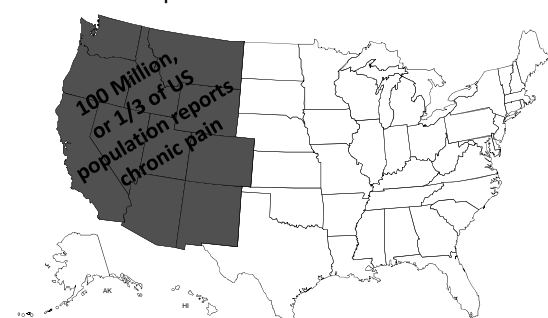 100 Million,
or 1/3 of US
population reports
chronic pain
AK
HI